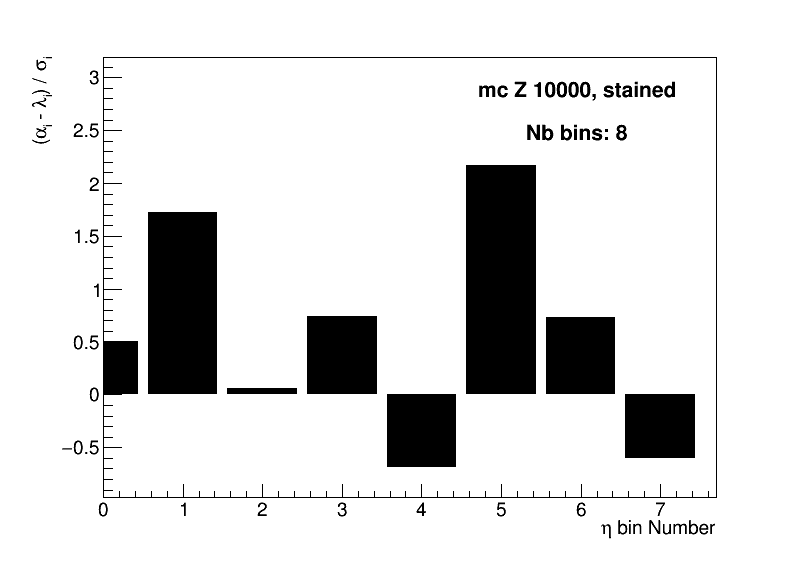 (αi - λi) / σi
mc Z 10000, stained
Nb bins: 8
3
2.5
2
1.5
1
0.5
0
−0.5
0 1 2 3 4 5 6 7
η bin Number